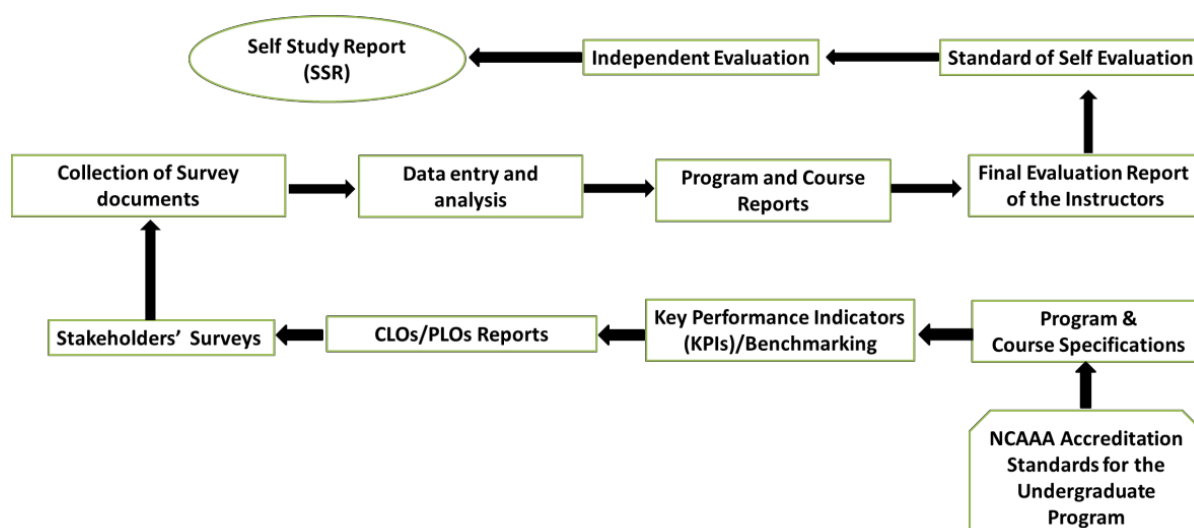 Self Study Report
(SSR)
Independent Evaluation
Standard of Self Evaluation
Collection of Survey
documents
Data entry and
analysis
Program and Course
Reports
Final Evaluation Report
of the Instructors
Stakeholders' Surveys
CLOs/PLOs Reports
Key Performance Indicators
(KPIs)/Benchmarking
Program &
Course Specifications
NCAAA Accreditation
Standards for the
Undergraduate
Program